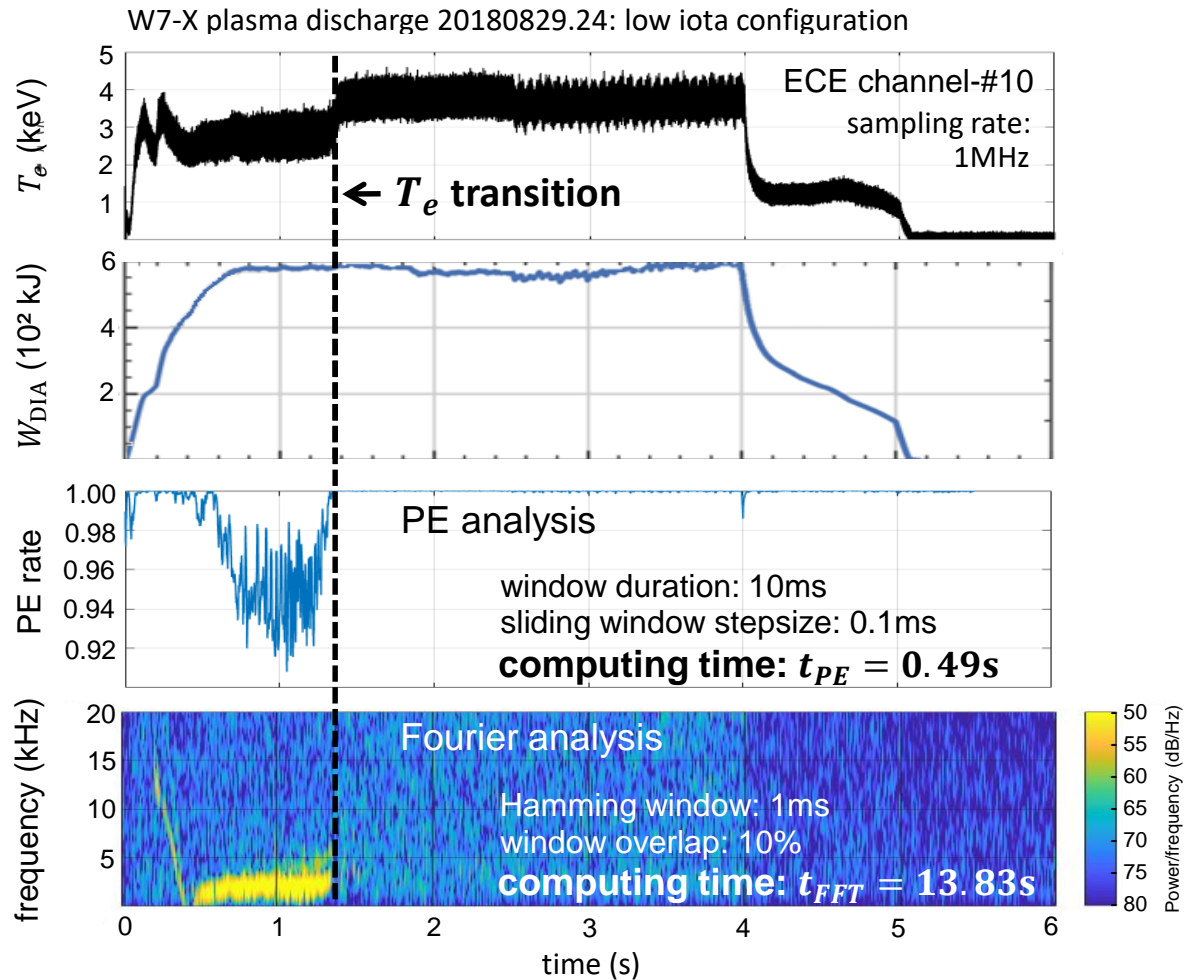 W7-X plasma discharge 20180829.24: low iota configuration
5
4
3
2
1
T_e (keV)
ECE channel-#10
sampling rate:
1MHz
← T_e transition
6
4
2
W_DIA (10² kJ)
1.00
0.98
0.96
0.94
0.92
PE rate
PE analysis
window duration: 10ms
sliding window stepsize: 0.1ms
computing time: t_PE = 0.49s
20
15
10
5
frequency (kHz)
Fourier analysis
Hamming window: 1ms
window overlap: 10%
computing time: t_FFT = 13.83s
50
55
60
65
70
75
80
Power/frequency (dB/Hz)
0 1 2 3 4 5 6
time (s)